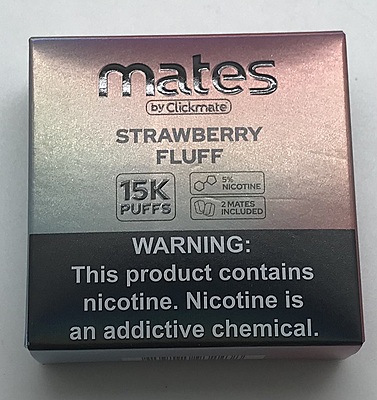 mates
by Clickmate
STRAWBERRY
FLUFF
15K
PUFFS
5%
NICOTINE
2 MATES
INCLUDED
WARNING:
This product contains
nicotine. Nicotine is
an addictive chemical.